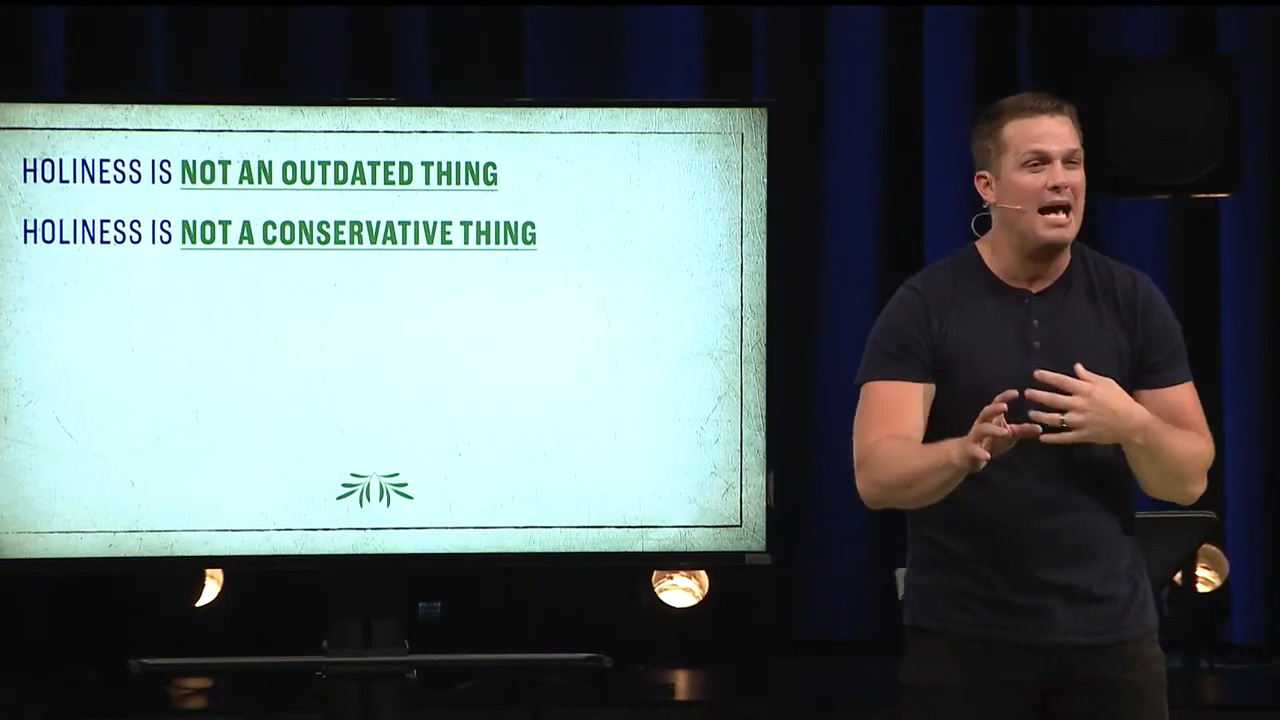 HOLINESS IS NOT AN OUTDATED THING
HOLINESS IS NOT A CONSERVATIVE THING